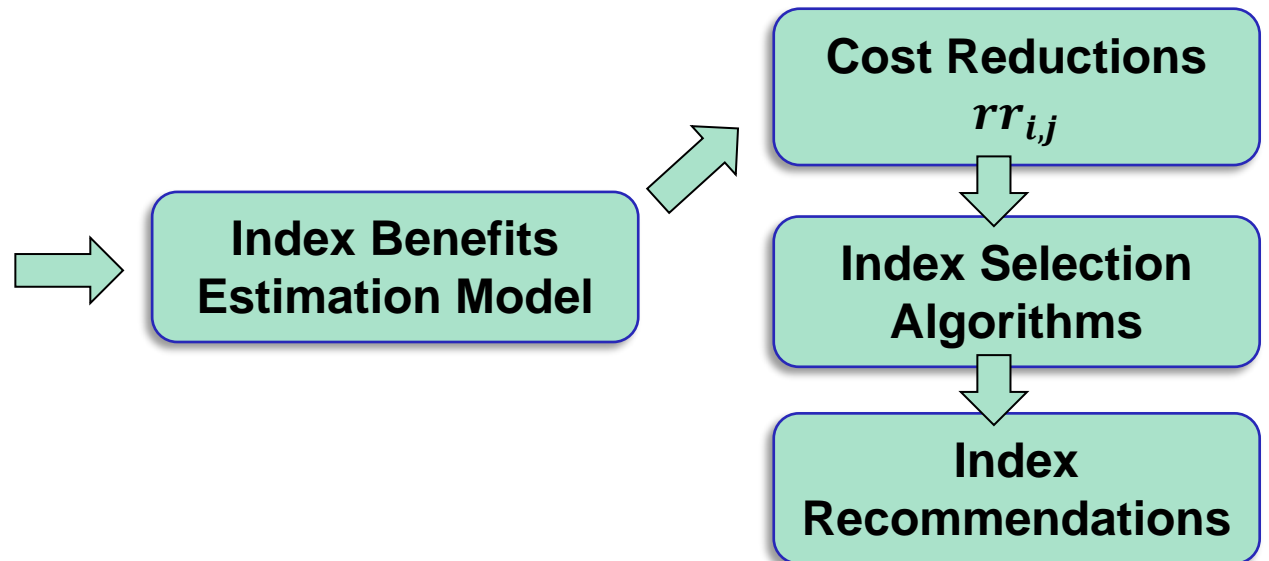 Cost Reductions
rr_{i,j}
Index Benefits
Estimation Model
Index Selection
Algorithms
Index
Recommendations